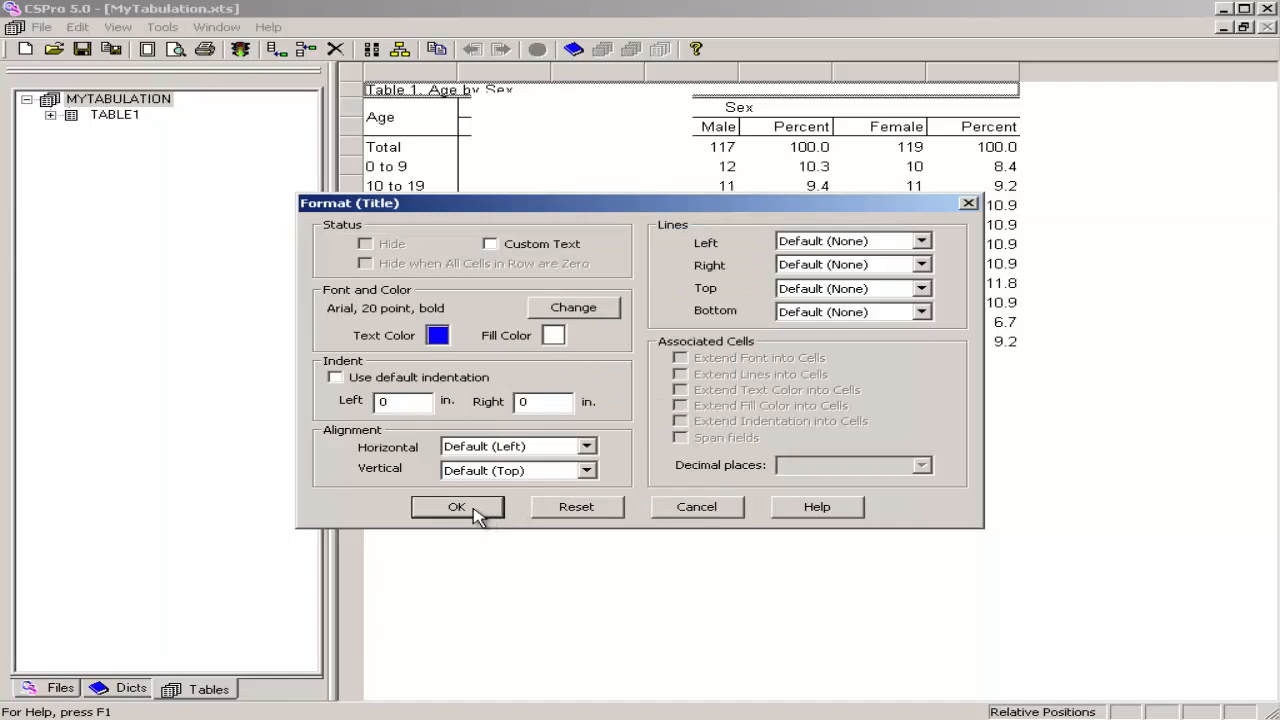 CSPro 5.0 - [MyTabulation.xts]
File Edit View Tools Window Help
MYTABULATION
TABLE1
Table 1. Age by Sex
Age
Sex
Male Percent Female Percent
Total 117 100.0 119 100.0
0 to 9 12 10.3 10 8.4
10 to 19 11 9.4 11 9.2
10.9
10.9
10.9
10.9
11.8
10.9
6.7
9.2
Format (Title)
Status
Hide Custom Text
Hide when All Cells in Row are Zero
Font and Color
Arial, 20 point, bold Change
Text Color Fill Color
Indent
Use default indentation
Left 0 in. Right 0 in.
Alignment
Horizontal Default (Left)
Vertical Default (Top)
Lines
Left Default (None)
Right Default (None)
Top Default (None)
Bottom Default (None)
Associated Cells
Extend Font into Cells
Extend Lines into Cells
Extend Text Color into Cells
Extend Fill Color into Cells
Extend Indentation into Cells
Span fields
Decimal places:
OK Reset Cancel Help
Files Dicts Tables
For Help, press F1
Relative Positions